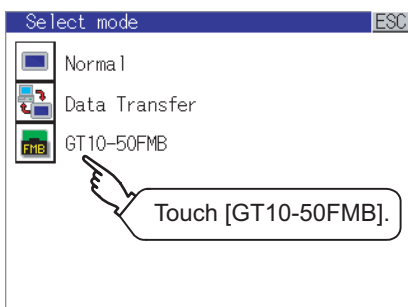 Select mode ESC
Normal
Data Transfer
FMB GT10-50FMB
Touch [GT10-50FMB].